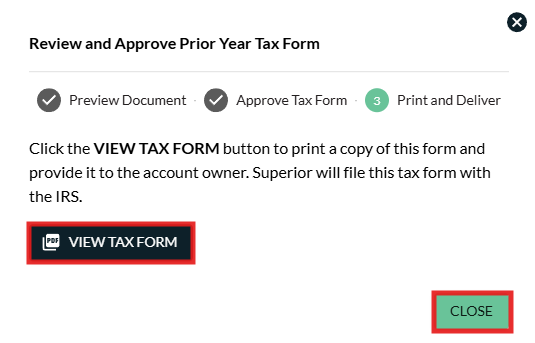 Review and Approve Prior Year Tax Form
Preview Document · Approve Tax Form · 3 Print and Deliver
Click the VIEW TAX FORM button to print a copy of this form and
provide it to the account owner. Superior will file this tax form with
the IRS.
PDF VIEW TAX FORM
CLOSE